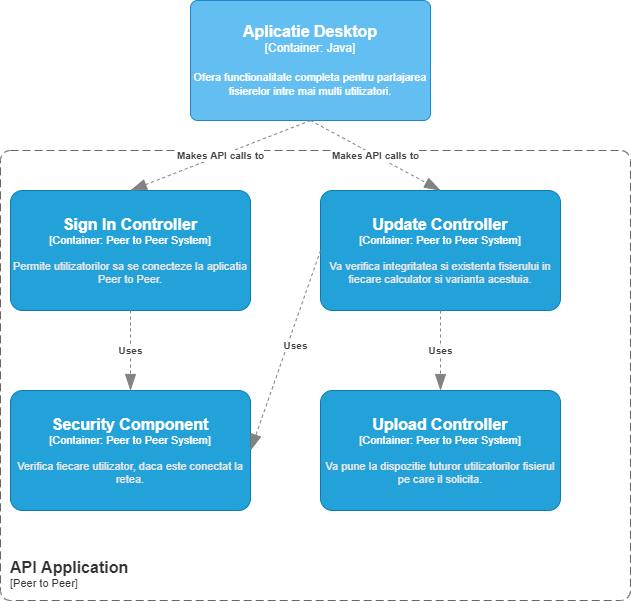 Aplicatie Desktop
[Container: Java]
Ofera functionalitate completa pentru partajarea
fisierelor intre mai multi utilizatori.
Makes API calls to
Makes API calls to
Sign In Controller
[Container: Peer to Peer System]
Permite utilizatorilor sa se conecteze la aplicatia
Peer to Peer.
Update Controller
[Container: Peer to Peer System]
Va verifica integritatea si existenta fisierului in
fiecare calculator si varianta acestuia.
Uses
Uses
Uses
Security Component
[Container: Peer to Peer System]
Verifica fiecare utilizator, daca este conectat la
retea.
Upload Controller
[Container: Peer to Peer System]
Va pune la dispozitie tuturor utilizatorilor fisierul
pe care il solicita.
API Application
[Peer to Peer]